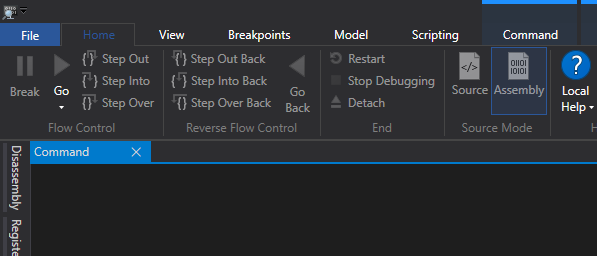 File Home View Breakpoints Model Scripting Command
Break
Go
Step Out
Step Into
Step Over
Flow Control
Step Out Back
Step Into Back
Step Over Back
Go
Back
Reverse Flow Control
Restart
Stop Debugging
Detach
End
Source
Assembly
Source Mode
Local
Help
Disassembly
Registe
Command